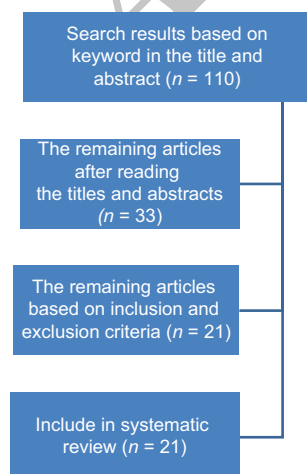 Search results based on
keyword in the title and
abstract (n = 110)
The remaining articles
after reading
the titles and abstracts
(n = 33)
The remaining articles
based on inclusion and
exclusion criteria (n = 21)
Include in systematic
review (n = 21)